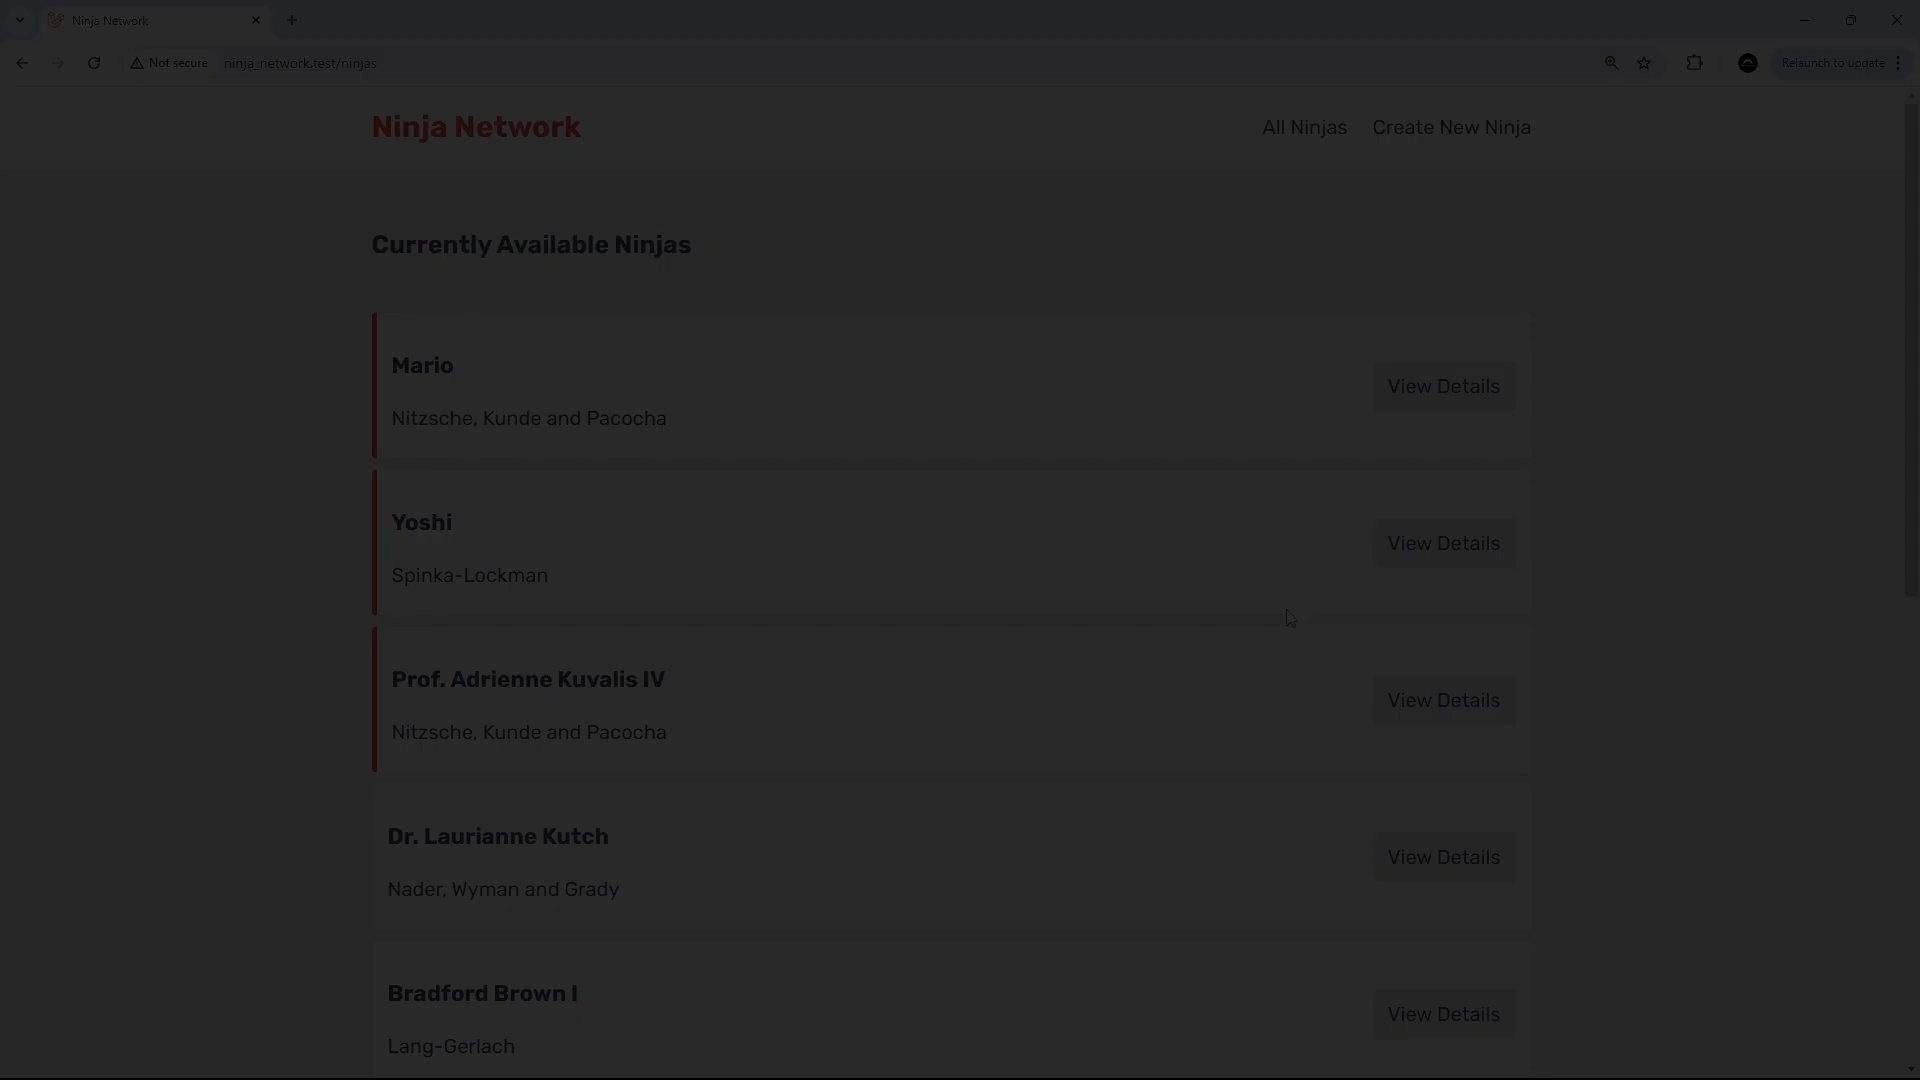 Ninja Network
Not secure
ninja_network.test/ninjas
Relaunch to update
Ninja Network
All Ninjas
Create New Ninja
Currently Available Ninjas
Mario
Nitzsche, Kunde and Pacocha
View Details
Yoshi
Spinka-Lockman
View Details
Prof. Adrienne Kuvalis IV
Nitzsche, Kunde and Pacocha
View Details
Dr. Laurianne Kutch
Nader, Wyman and Grady
View Details
Bradford Brown I
Lang-Gerlach
View Details